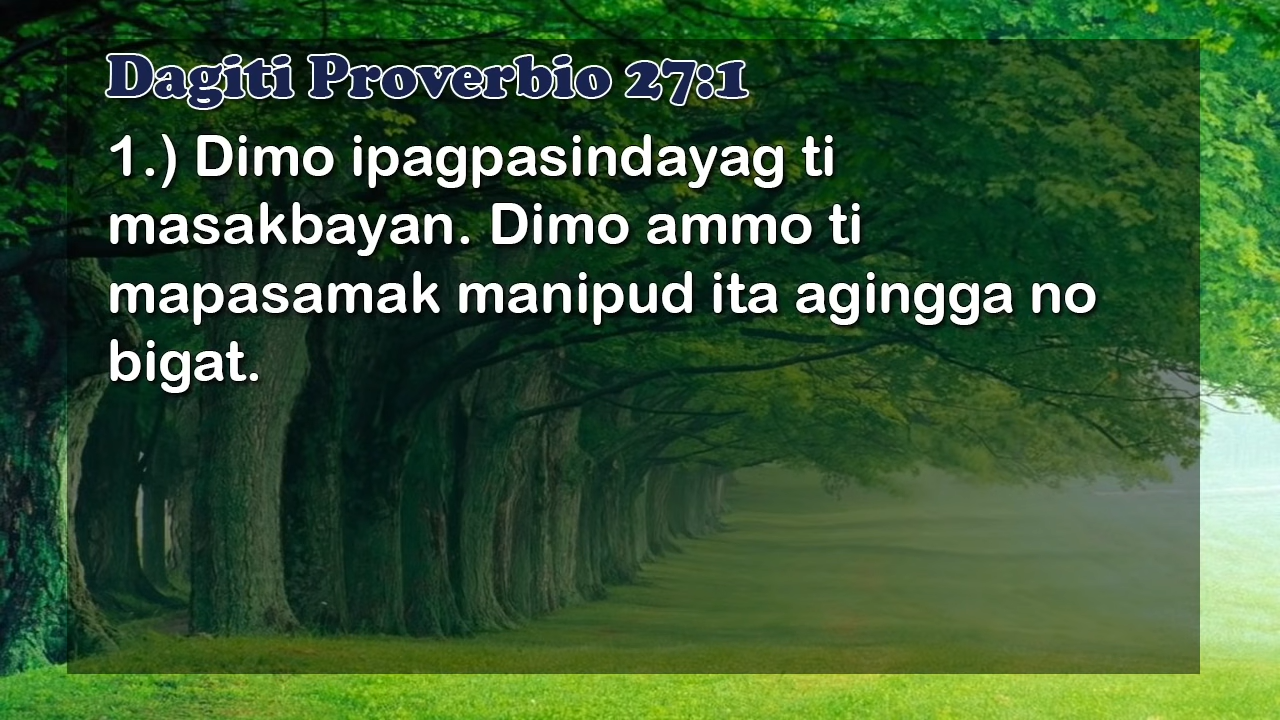 Dagiti Proverbio 27:1
1.) Dimo ipagpasindayag ti
masakbayan. Dimo ammo ti
mapasamak manipud ita agingga no
bigat.